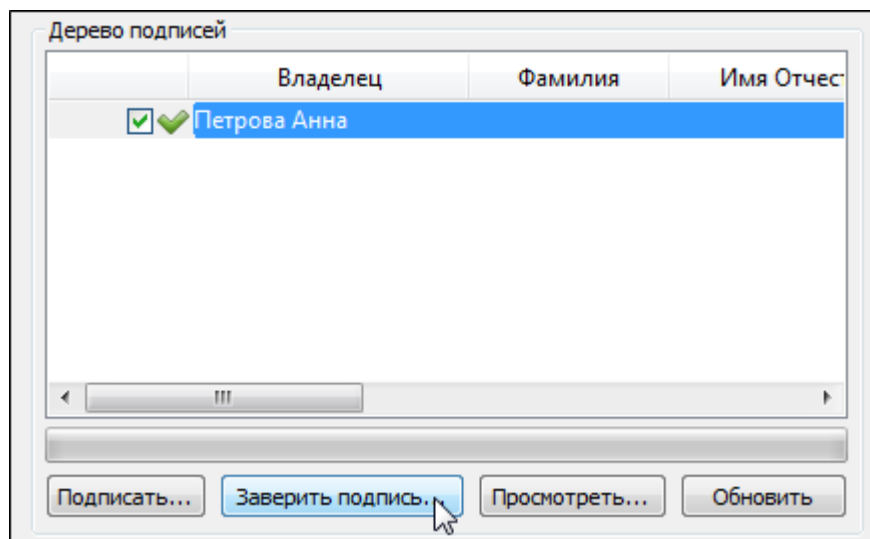 Дерево подписей
Владелец Фамилия Имя Отчес
Петрова Анна
Подписать... Заверить подпись... Просмотреть... Обновить